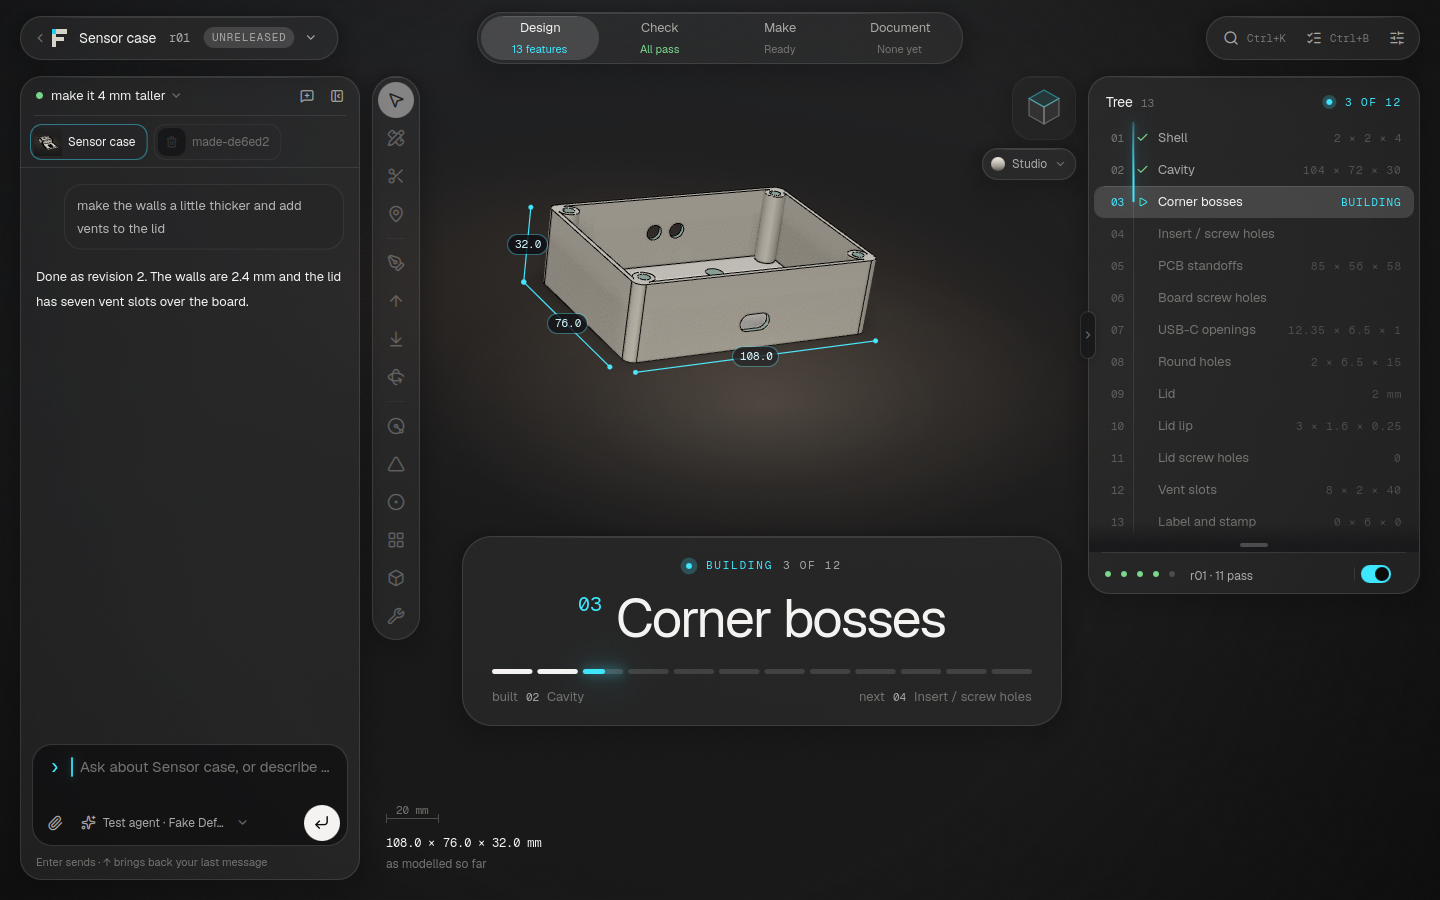 Sensor case r01 UNRELEASED
Design
13 features
Check
All pass
Make
Ready
Document
None yet
Ctrl+K
Ctrl+B
make it 4 mm taller
Sensor case
made-de6ed2
make the walls a little thicker and add
vents to the lid
Done as revision 2. The walls are 2.4 mm and the lid
has seven vent slots over the board.
Ask about Sensor case, or describe ...
Test agent · Fake Def...
Enter sends · ↑ brings back your last message
32.0
76.0
108.0
Studio
BUILDING 3 OF 12
03 Corner bosses
built 02 Cavity
next 04 Insert / screw holes
20 mm
108.0 × 76.0 × 32.0 mm
as modelled so far
Tree 13
3 OF 12
01 Shell 2 × 2 × 4
02 Cavity 104 × 72 × 30
03 Corner bosses BUILDING
04 Insert / screw holes
05 PCB standoffs 85 × 56 × 58
06 Board screw holes
07 USB-C openings 12.35 × 6.5 × 1
08 Round holes 2 × 6.5 × 15
09 Lid 2 mm
10 Lid lip 3 × 1.6 × 0.25
11 Lid screw holes 0
12 Vent slots 8 × 2 × 40
13 Label and stamp 0 × 6 × 0
r01 · 11 pass